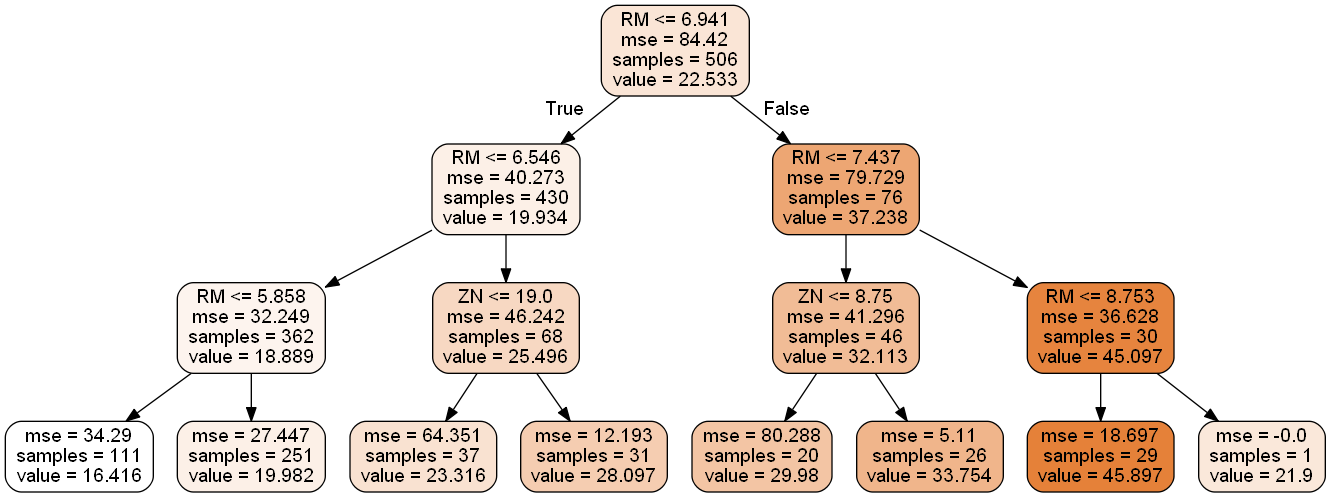 RM <= 6.941
mse = 84.42
samples = 506
value = 22.533
True
False
RM <= 6.546
mse = 40.273
samples = 430
value = 19.934
RM <= 7.437
mse = 79.729
samples = 76
value = 37.238
RM <= 5.858
mse = 32.249
samples = 362
value = 18.889
ZN <= 19.0
mse = 46.242
samples = 68
value = 25.496
ZN <= 8.75
mse = 41.296
samples = 46
value = 32.113
RM <= 8.753
mse = 36.628
samples = 30
value = 45.097
mse = 34.29
samples = 111
value = 16.416
mse = 27.447
samples = 251
value = 19.982
mse = 64.351
samples = 37
value = 23.316
mse = 12.193
samples = 31
value = 28.097
mse = 80.288
samples = 20
value = 29.98
mse = 5.11
samples = 26
value = 33.754
mse = 18.697
samples = 29
value = 45.897
mse = -0.0
samples = 1
value = 21.9